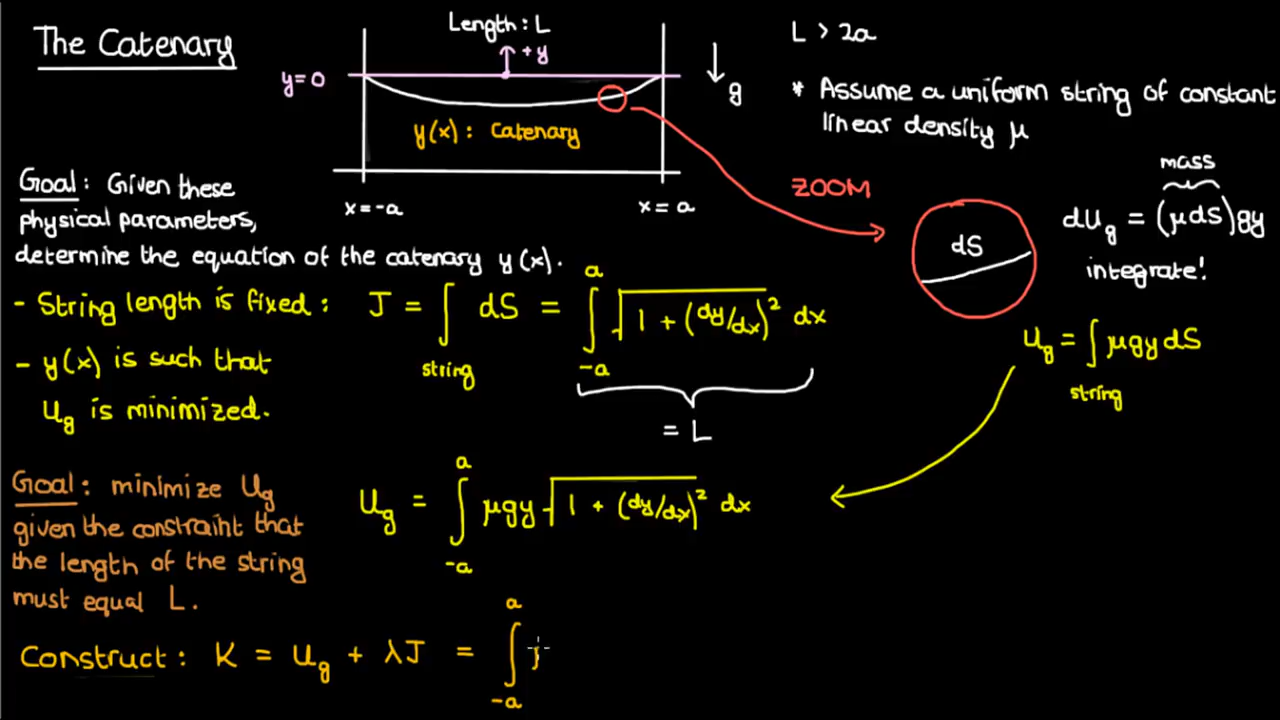 The Catenary
Length: L
+y
y=0
g
y(x): Catenary
x=-a
x=a
L > 2a
* Assume a uniform string of constant
linear density μ
ZOOM
dS
mass
dU_g = (μdS)gy
integrate!
U_g = ∫ μgy dS
string
Goal: Given these
physical parameters,
determine the equation of the catenary y(x).
- String length is fixed: J = ∫_string dS = ∫_{-a}^{a} √(1 + (dy/dx)²) dx
= L
- y(x) is such that
U_g is minimized.
Goal: minimize U_g
given the constraint that
the length of the string
must equal L.
U_g = ∫_{-a}^{a} μgy √(1 + (dy/dx)²) dx
Construct: K = U_g + λJ = ∫_{-a}^{a}